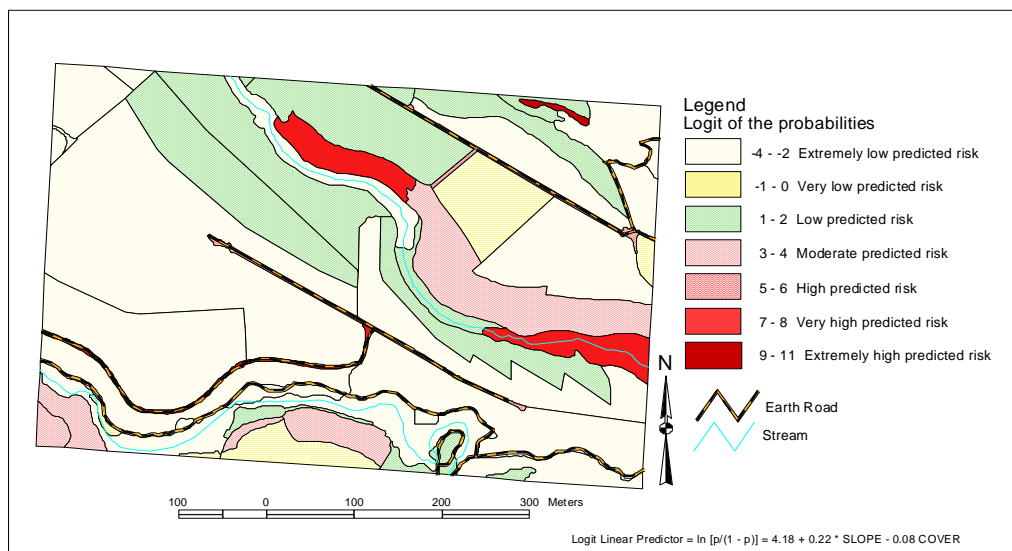 Legend
Logit of the probabilities
-4 - -2 Extremely low predicted risk
-1 - 0 Very low predicted risk
1 - 2 Low predicted risk
3 - 4 Moderate predicted risk
5 - 6 High predicted risk
7 - 8 Very high predicted risk
9 - 11 Extremely high predicted risk
N
Earth Road
Stream
100 0 100 200 300 Meters
Logit Linear Predictor = ln [p/(1 - p)] = 4.18 + 0.22 * SLOPE - 0.08 COVER